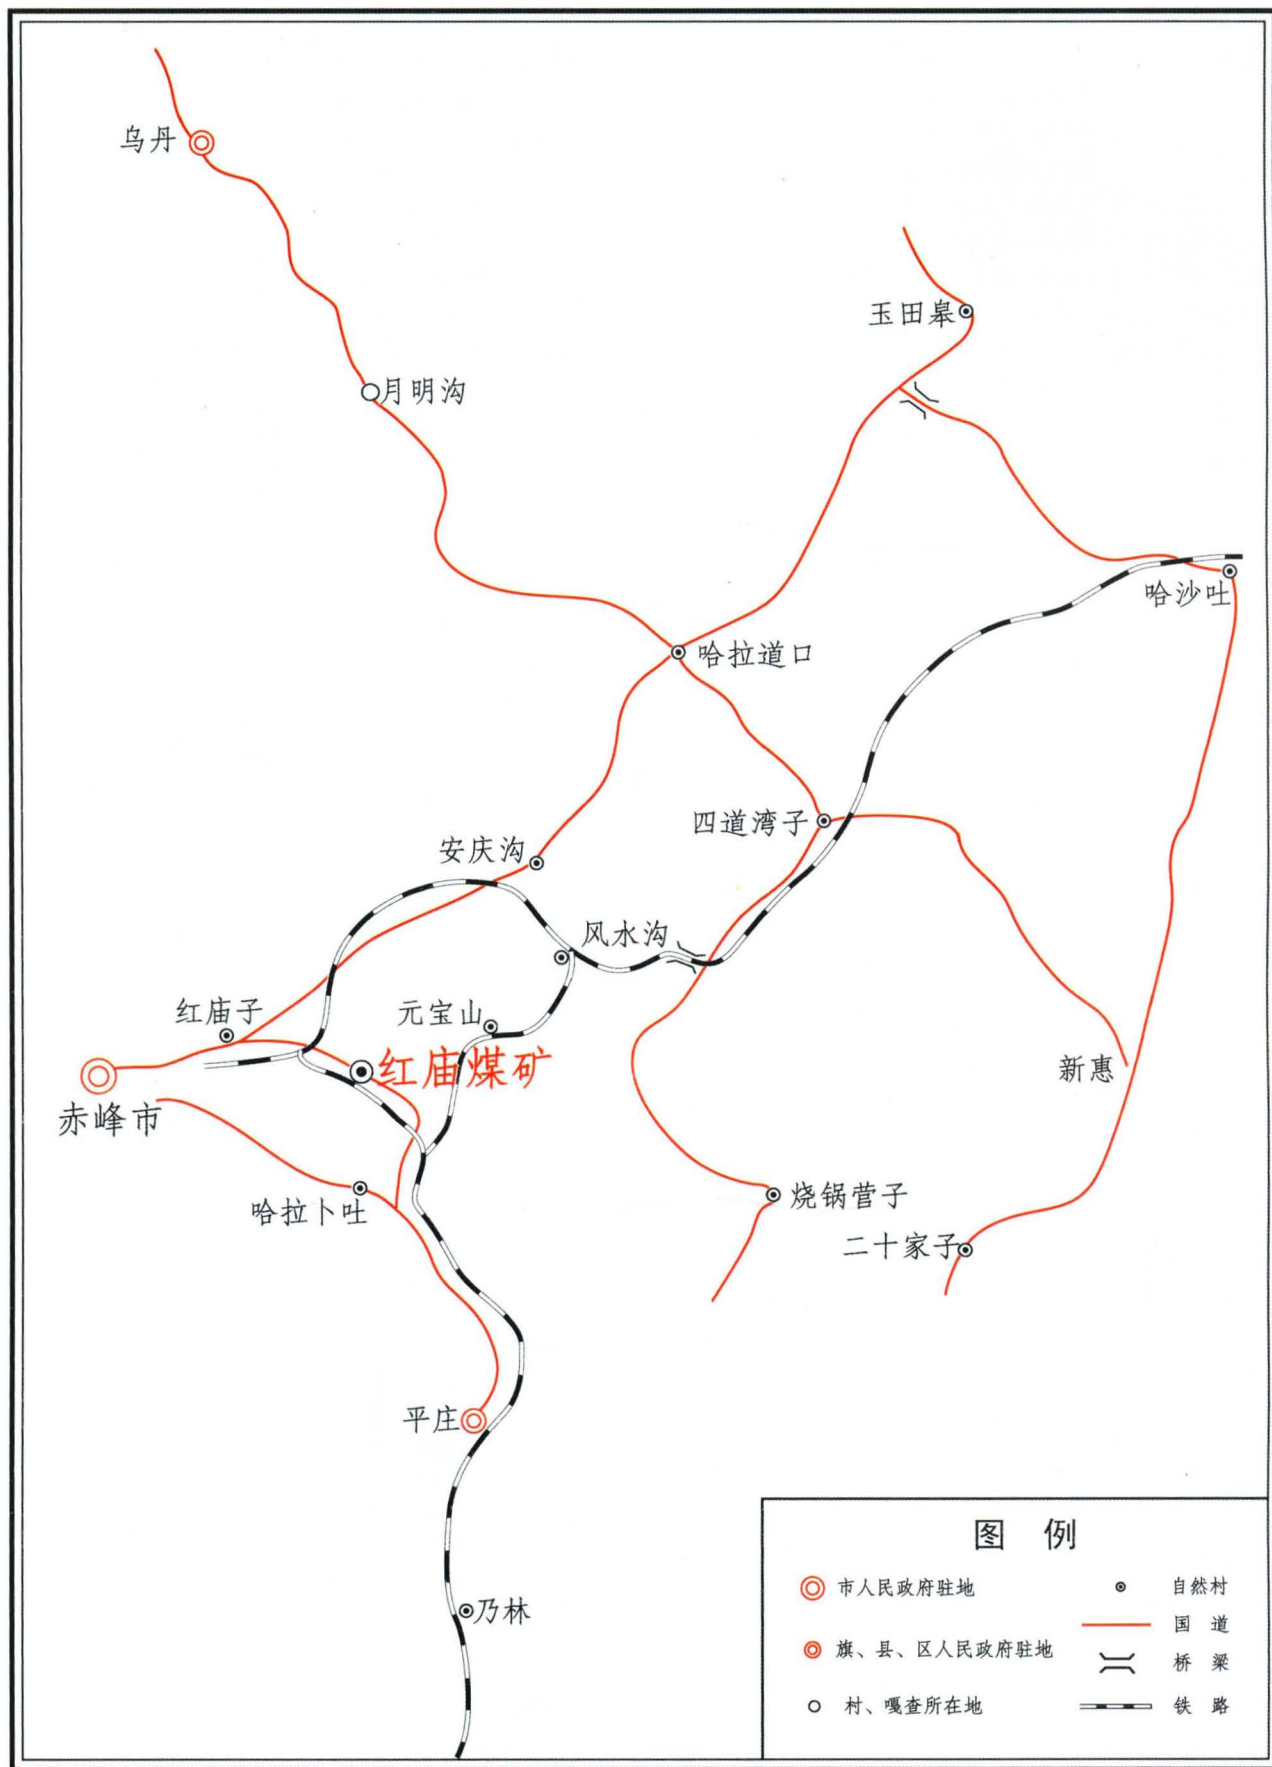 乌丹
玉田皋
月明沟
哈沙吐
哈拉道口
四道湾子
安庆沟
风水沟
红庙子
元宝山
红庙煤矿
新惠
赤峰市
哈拉卜吐
烧锅营子
二十家子
平庄
乃林
图 例
市人民政府驻地
自然村
国 道
旗、县、区人民政府驻地
桥 梁
村、嘎查所在地
铁 路